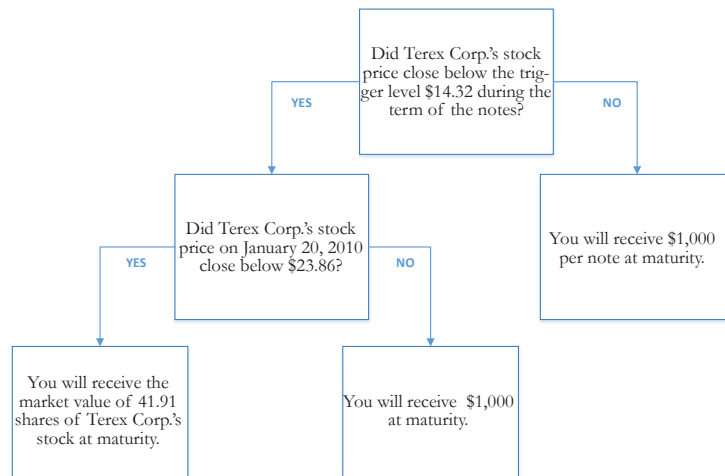 Did Terex Corp.'s stock
price close below the trig-
ger level $14.32 during the
term of the notes?
YES
NO
Did Terex Corp.'s stock
price on January 20, 2010
close below $23.86?
You will receive $1,000
per note at maturity.
YES
NO
You will receive the
market value of 41.91
shares of Terex Corp.'s
stock at maturity.
You will receive $1,000
at maturity.